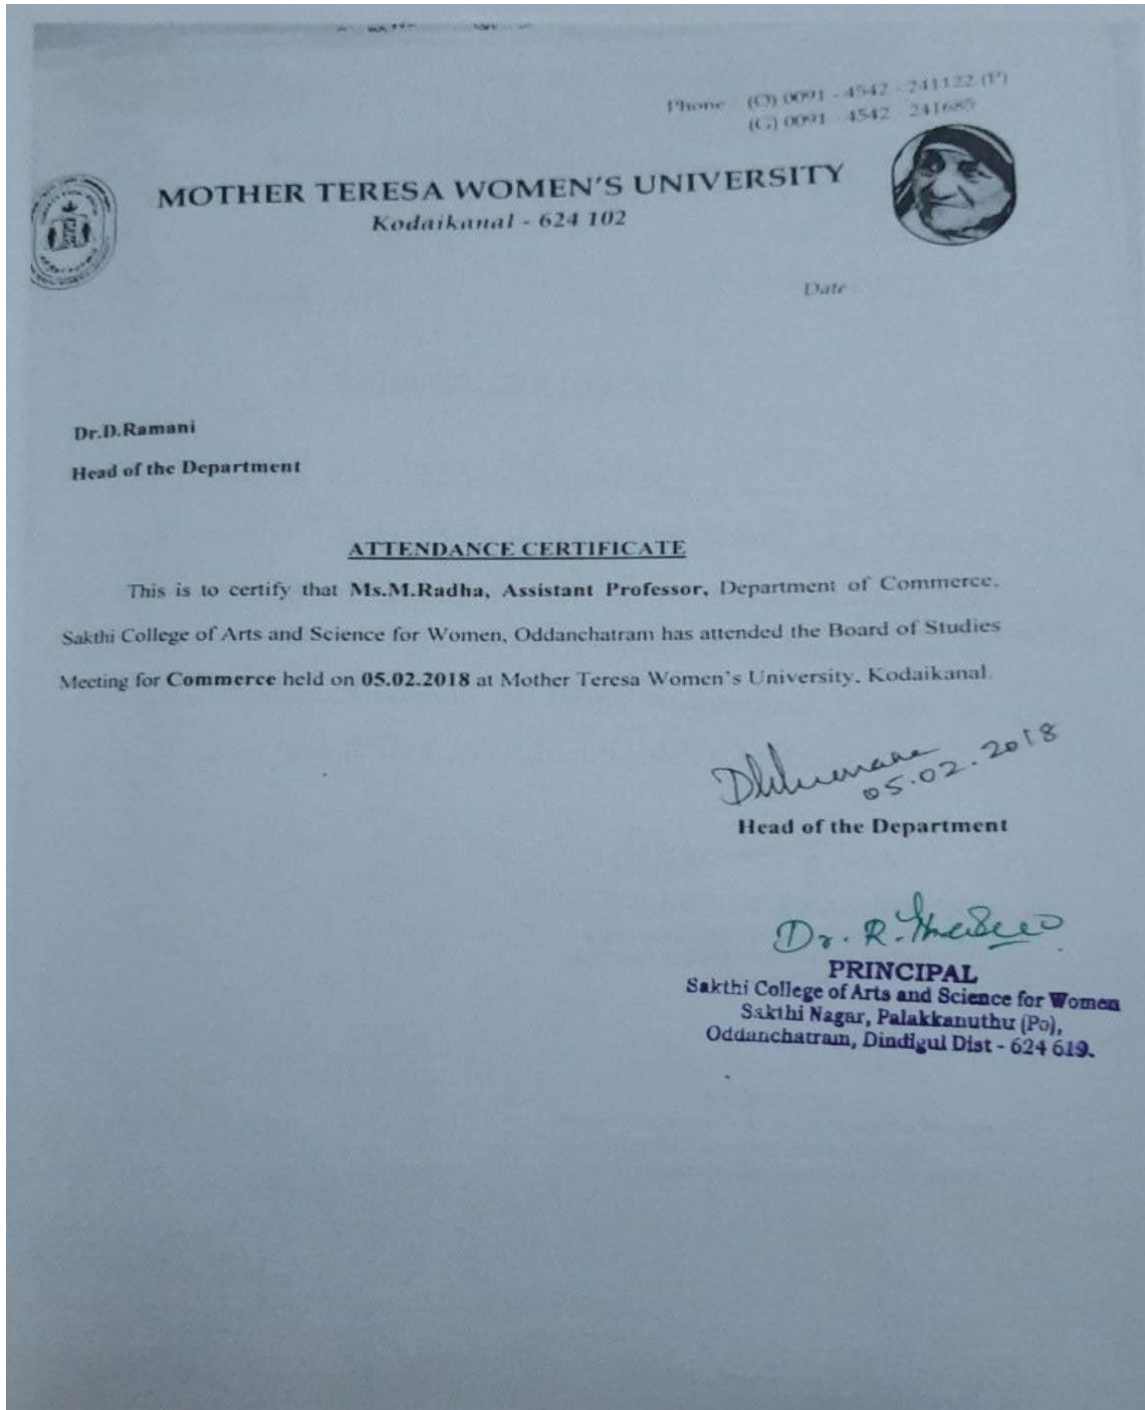 Phone (O) 0091 - 4542 - 241122 (P)
(G) 0091 - 4542 - 241685
MOTHER TERESA WOMEN'S UNIVERSITY
Kodaikanal - 624 102
Date
Dr.D.Ramani
Head of the Department
ATTENDANCE CERTIFICATE
This is to certify that Ms.M.Radha, Assistant Professor, Department of Commerce,
Sakthi College of Arts and Science for Women, Oddanchatram has attended the Board of Studies
Meeting for Commerce held on 05.02.2018 at Mother Teresa Women's University, Kodaikanal.
05.02.2018
Head of the Department
Dr. R.
PRINCIPAL
Sakthi College of Arts and Science for Women
Sakthi Nagar, Palakkanuthu (Po),
Oddanchatram, Dindigul Dist - 624 619.